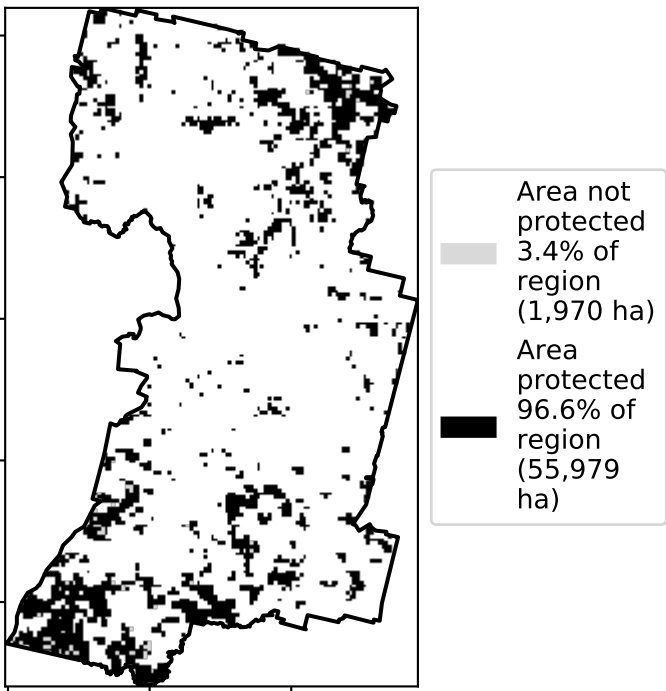 Area not
protected
3.4% of
region
(1,970 ha)
Area
protected
96.6% of
region
(55,979
ha)